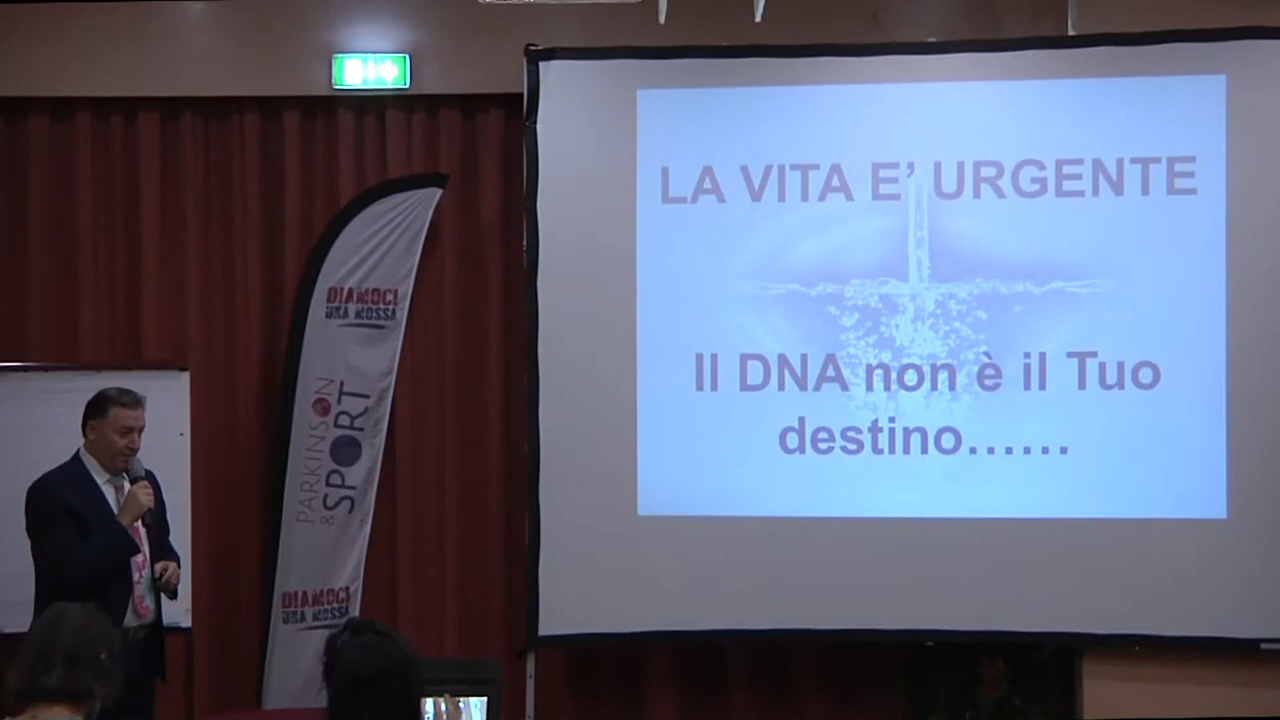 LA VITA E' URGENTE
Il DNA non è il Tuo
destino......
DIAMOCI
UNA MOSSA
PARKINSON
& SPORT
DIAMOCI
UNA MOSSA